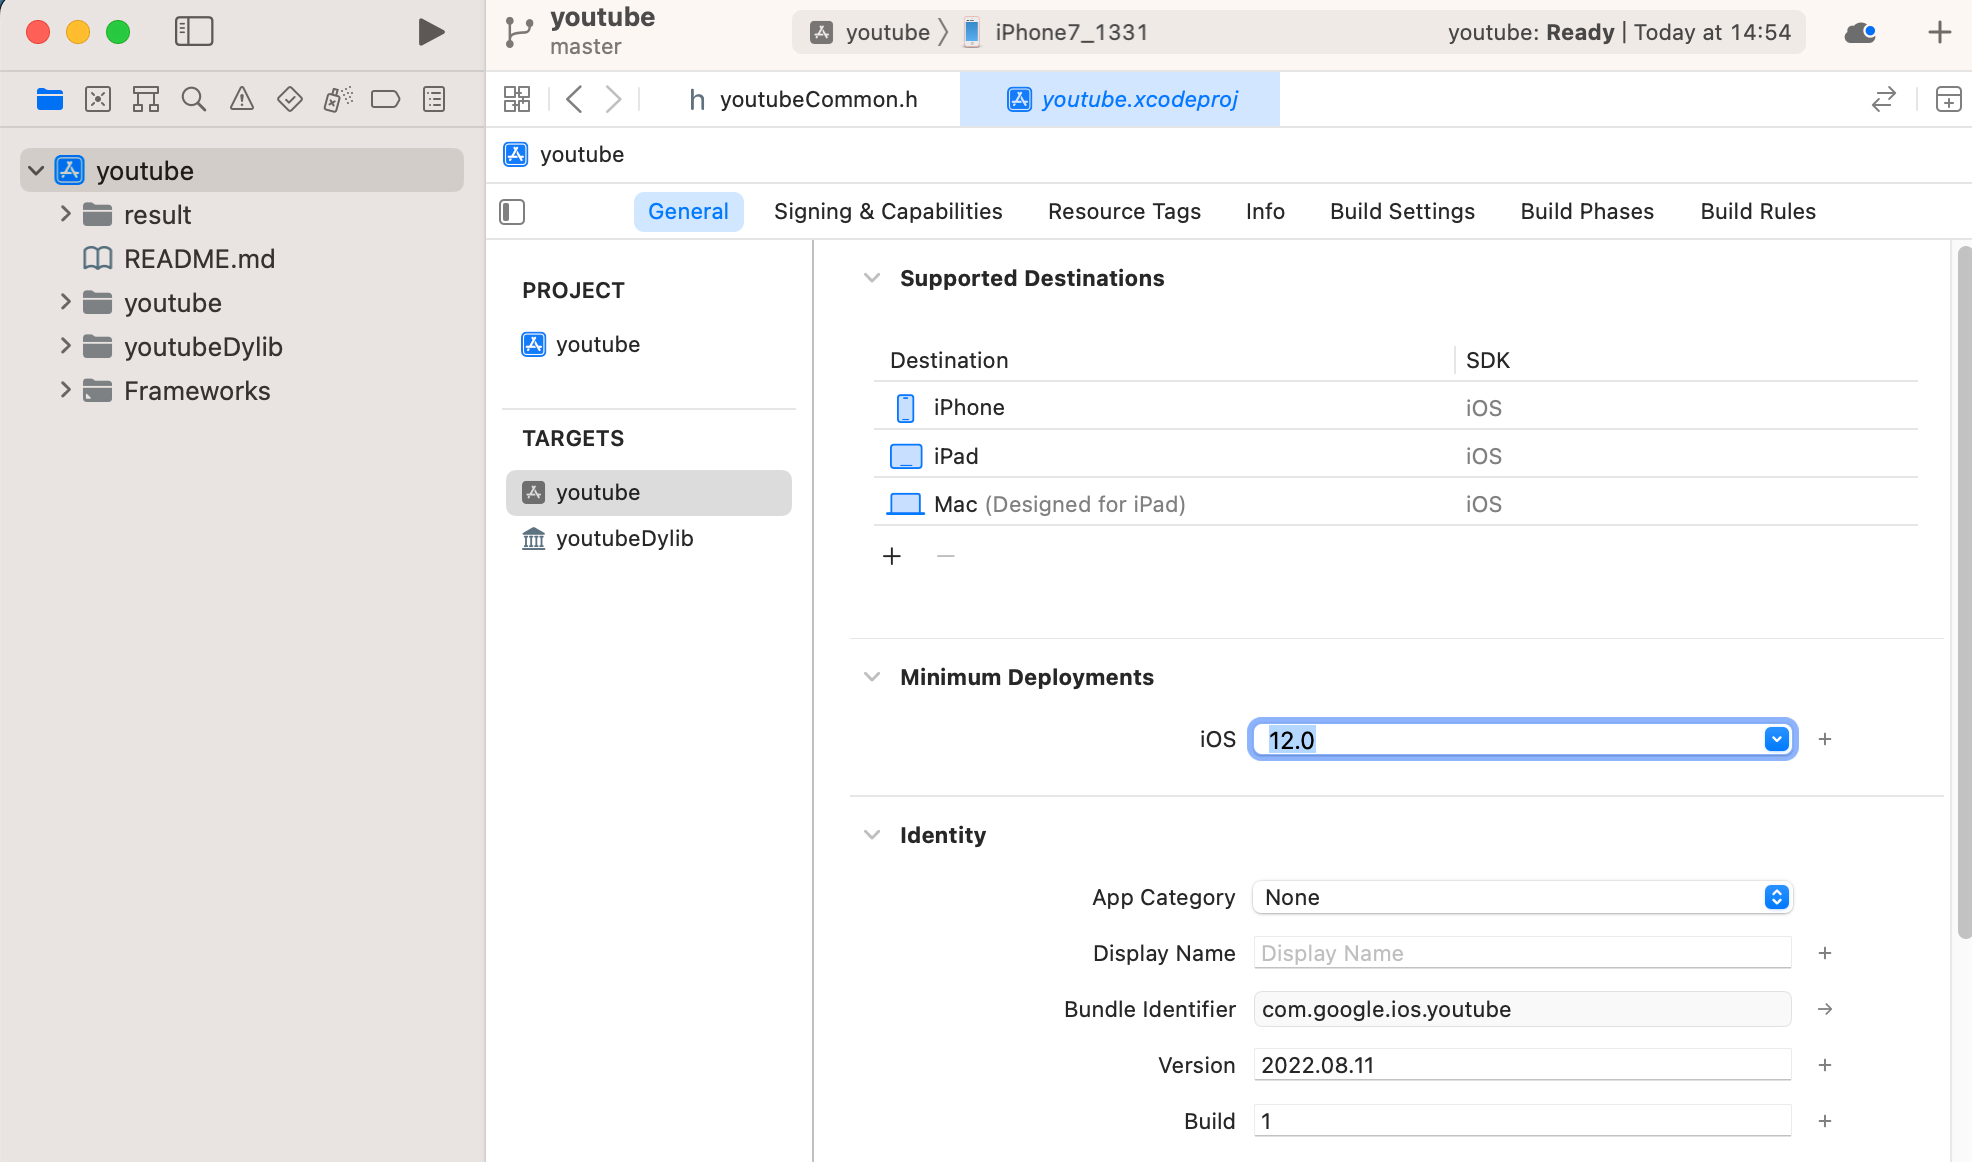 youtube
master
youtube
iPhone7_1331
youtube: Ready | Today at 14:54
h youtubeCommon.h
youtube.xcodeproj
youtube
result
README.md
youtube
youtubeDylib
Frameworks
youtube
General
Signing & Capabilities
Resource Tags
Info
Build Settings
Build Phases
Build Rules
PROJECT
youtube
TARGETS
youtube
youtubeDylib
Supported Destinations
Destination
SDK
iPhone
iOS
iPad
iOS
Mac (Designed for iPad)
iOS
Minimum Deployments
iOS
12.0
Identity
App Category
None
Display Name
Display Name
Bundle Identifier
com.google.ios.youtube
Version
2022.08.11
Build
1